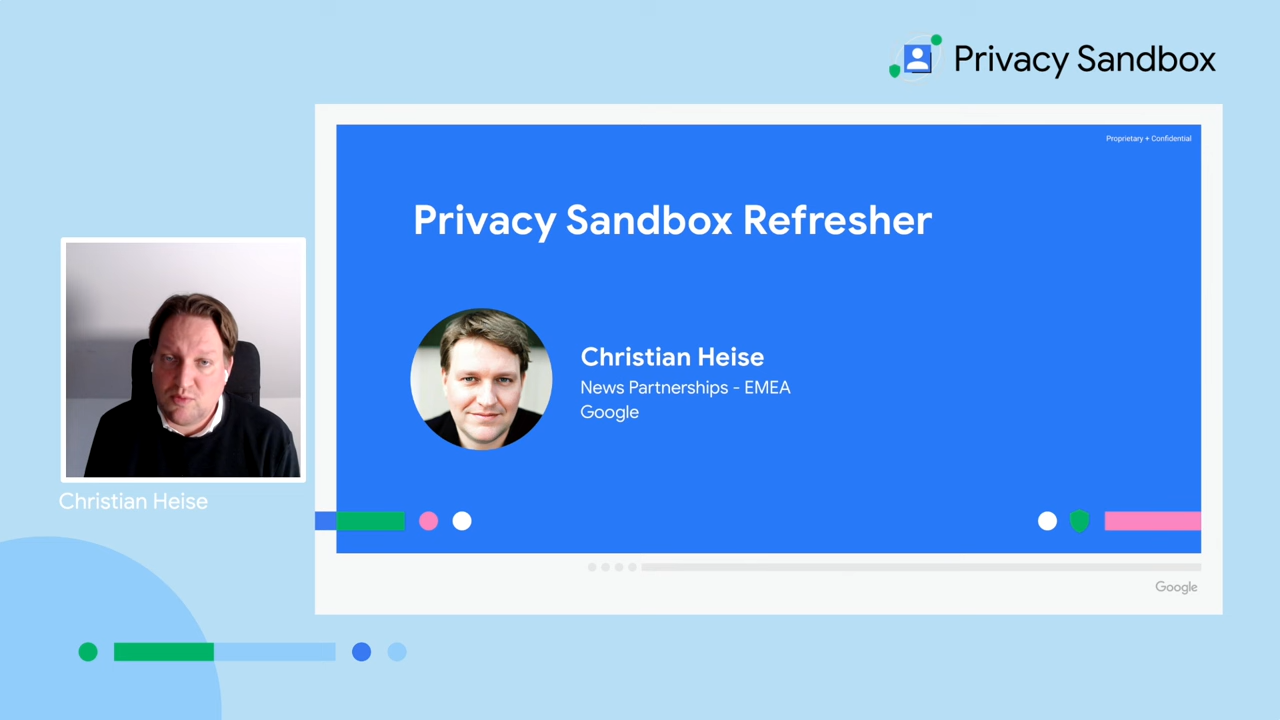 Privacy Sandbox
Proprietary + Confidential
Privacy Sandbox Refresher
Christian Heise
News Partnerships - EMEA
Google
Christian Heise
Google